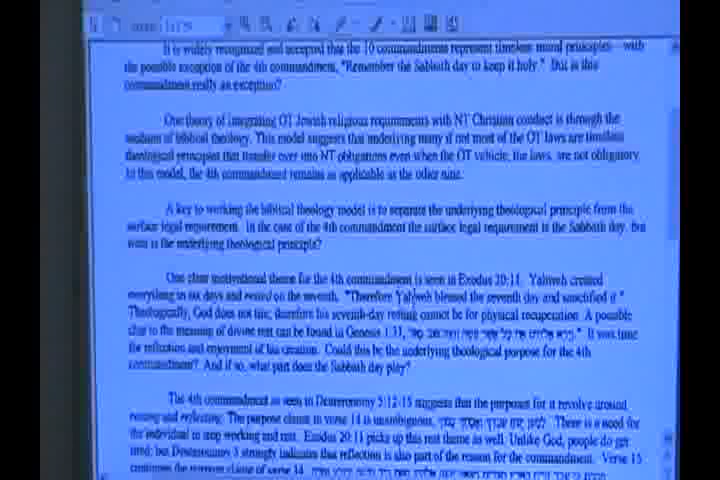 It is widely recognized and accepted that the 10 commandments represent timeless moral principles – with
the possible exception of the 4th commandment, "Remember the Sabbath day to keep it holy." But is this
commandment really an exception?
One theory of integrating OT Jewish religious requirements with NT Christian conduct is through the
medium of biblical theology. This model suggests that underlying many if not most of the OT laws are timeless
theological principles that transfer over into NT obligations even when the OT vehicle, the laws, are not obligatory.
In this model, the 4th commandment remains as applicable as the other nine.
A key to working the biblical theology model is to separate the underlying theological principle from the
surface legal requirement. In the case of the 4th commandment the surface legal requirement is the Sabbath day. But
what is the underlying theological principle?
One clear motivational theme for the 4th commandment is seen in Exodus 20:11. Yahweh created
everything in six days and rested on the seventh, "Therefore Yahweh blessed the seventh day and sanctified it."
Theologically, God does not tire; therefore his seventh-day resting cannot be for physical recuperation. A possible
clue to the meaning of divine rest can be found in Genesis 1:31, It was time
for reflection and enjoyment of his creation. Could this be the underlying theological purpose for the 4th
commandment? And if so, what part does the Sabbath day play?
The 4th commandment as seen in Deuteronomy 5:12-15 suggests that the purposes for it revolve around
resting and reflecting. The purpose clause in verse 14 is unambiguous, There is a need for
the individual to stop working and rest. Exodus 20:11 picks up this rest theme as well. Unlike God, people do get
tired; but Deuteronomy 5 strongly indicates that reflection is also part of the reason for the commandment. Verse 15
continues the purpose clause of verse 14